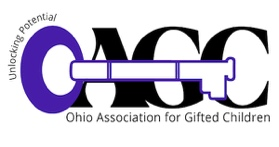 Unlocking Potential
OAGC
Ohio Association for Gifted Children